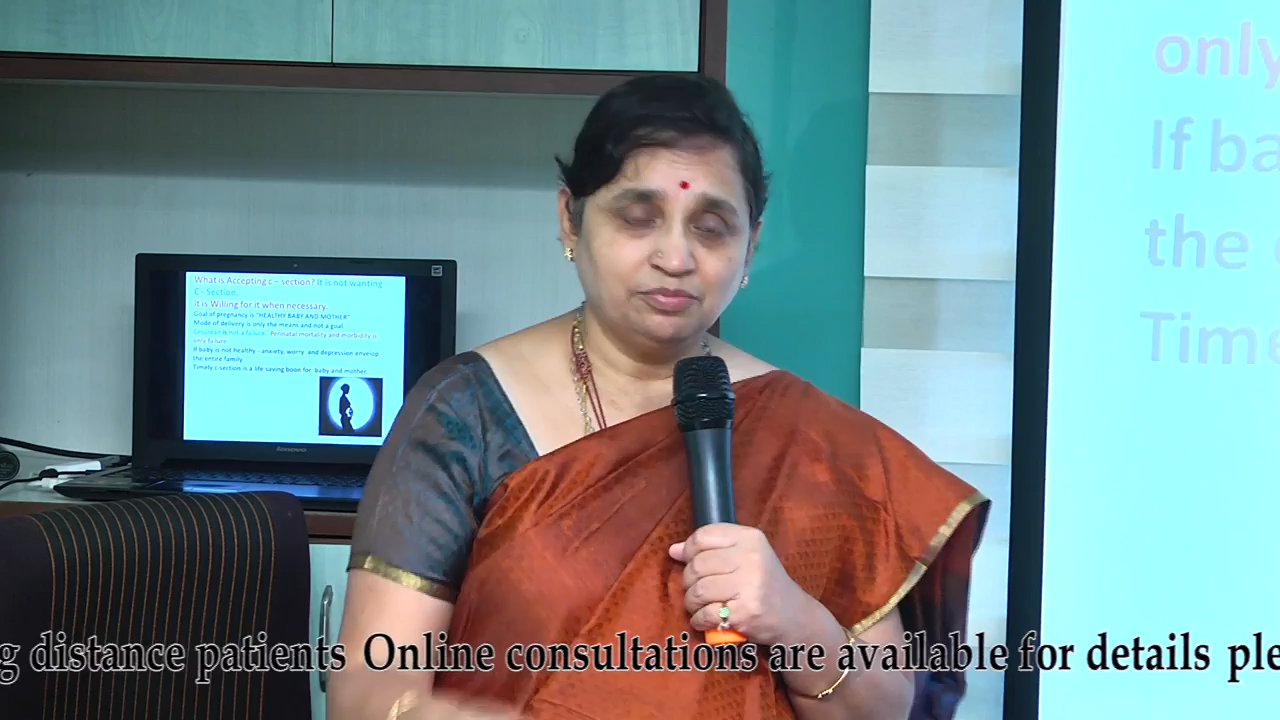 What is Accepting c – section? It is not wanting
C - Section.
It is Willing for it when necessary.
Goal of pregnancy is "HEALTHY BABY AND MOTHER"
Mode of delivery is only the means and not a goal.
Cesarean is not a failure. Perinatal mortality and morbidity is
only failure.
If baby is not healthy - anxiety, worry and depression envelop
the entire family.
Timely c-section is a life saving boon for baby and mother.
lenovo
only
If ba
the
Time
g distance patients Online consultations are available for details ple